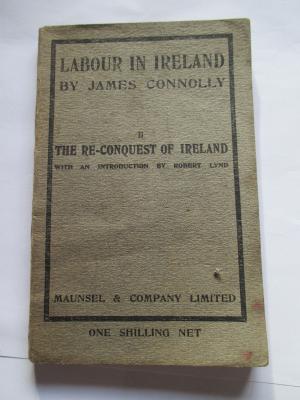 LABOUR IN IRELAND
BY JAMES CONNOLLY
II
THE RE-CONQUEST OF IRELAND
WITH AN INTRODUCTION BY ROBERT LYND
MAUNSEL & COMPANY LIMITED
ONE SHILLING NET